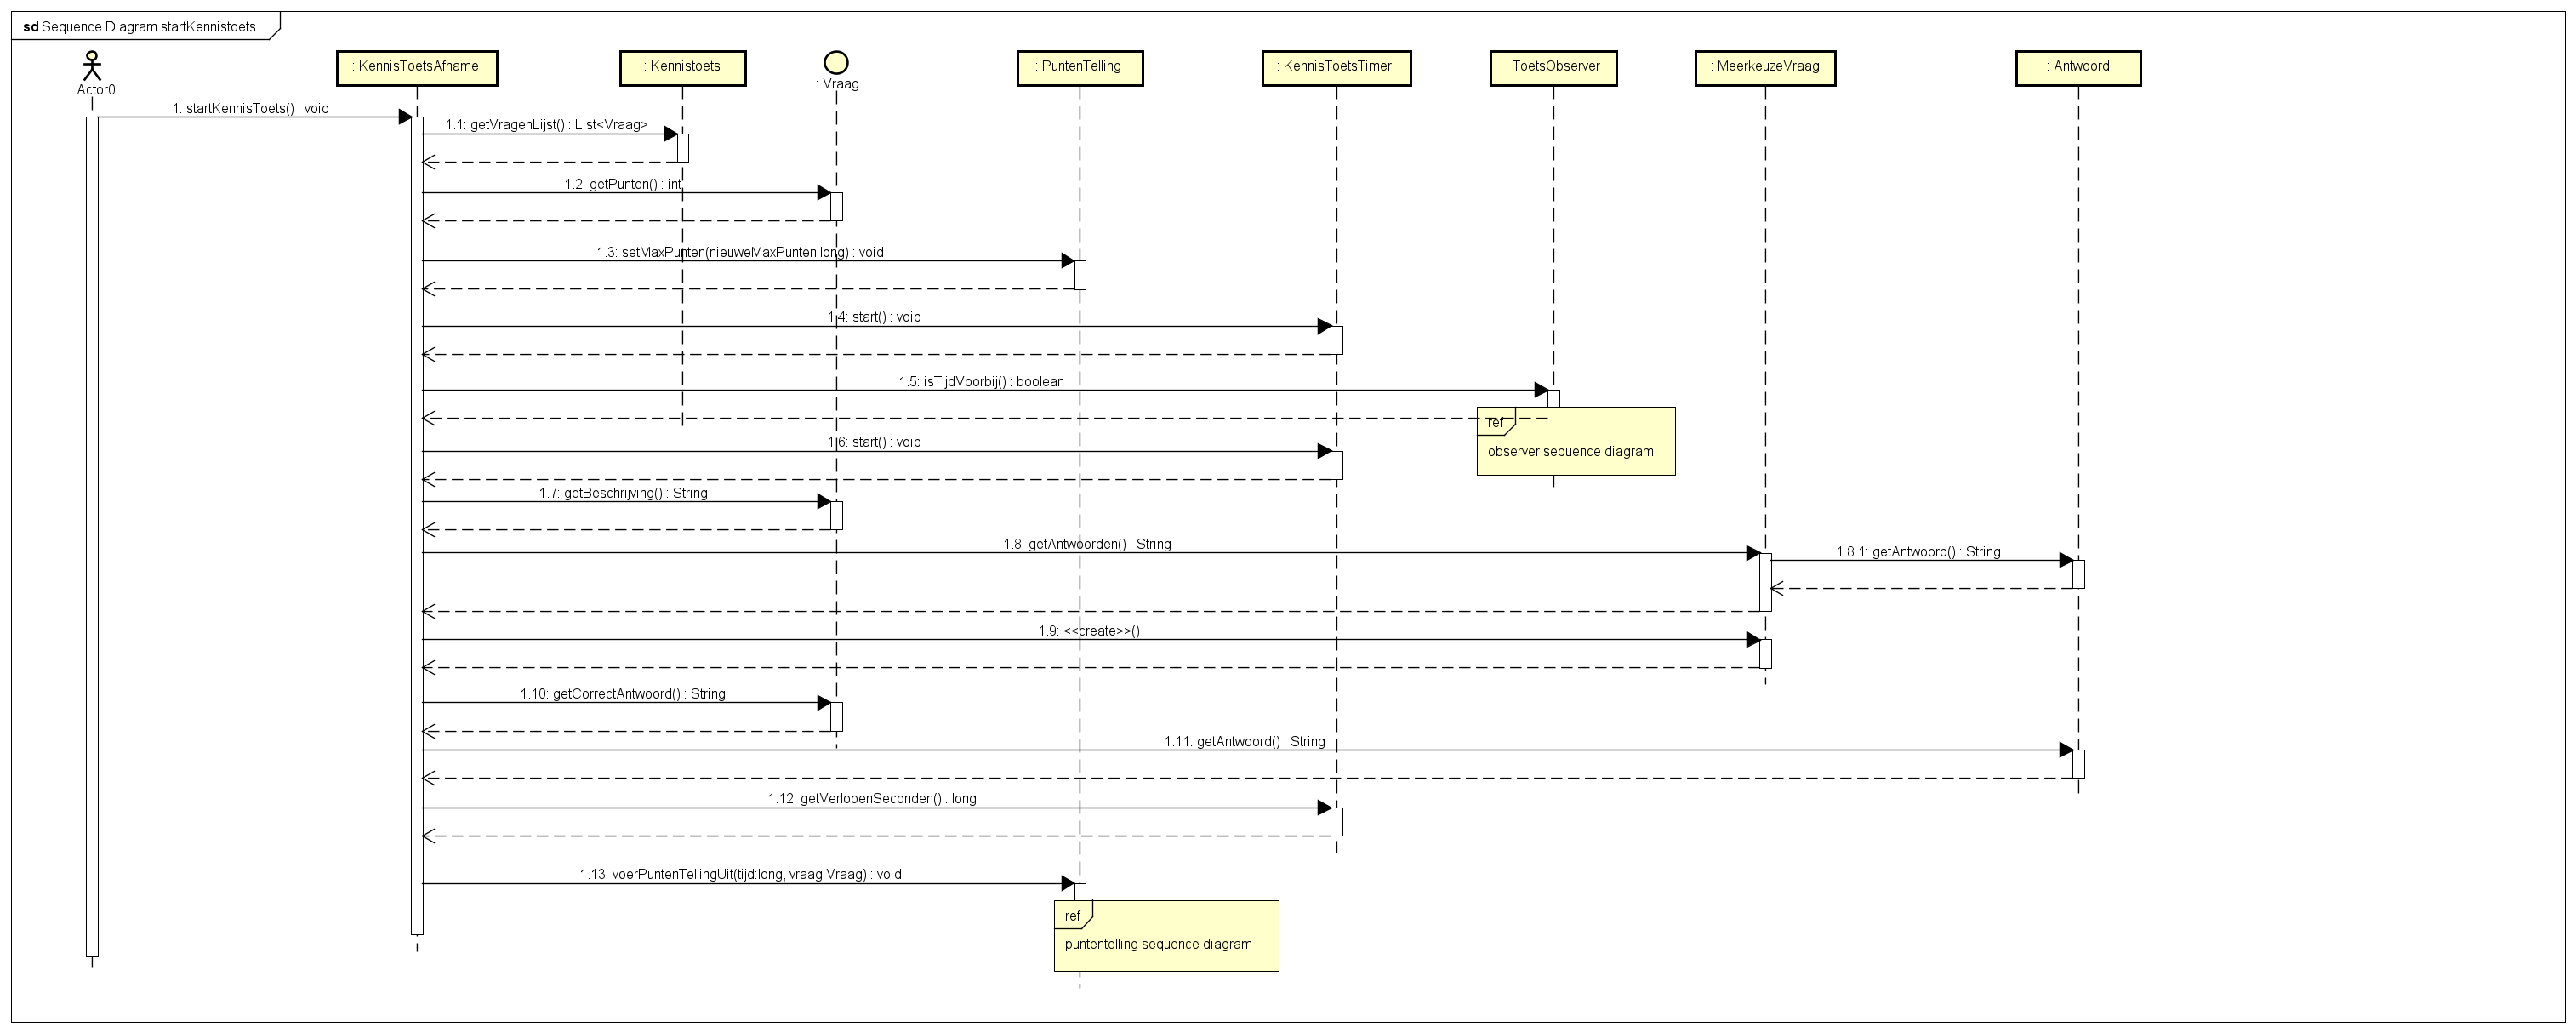 sd Sequence Diagram startKennistoets
: Actor0
: KennisToetsAfname
: Kennistoets
: Vraag
: PuntenTelling
: KennisToetsTimer
: ToetsObserver
: MeerkeuzeVraag
: Antwoord
1: startKennisToets() : void
1.1: getVragenLijst() : List<Vraag>
1.2: getPunten() : int
1.3: setMaxPunten(nieuweMaxPunten:long) : void
1.4: start() : void
1.5: isTijdVoorbij() : boolean
ref
observer sequence diagram
1.6: start() : void
1.7: getBeschrijving() : String
1.8: getAntwoorden() : String
1.8.1: getAntwoord() : String
1.9: <<create>>()
1.10: getCorrectAntwoord() : String
1.11: getAntwoord() : String
1.12: getVerlopenSeconden() : long
1.13: voerPuntenTellingUit(tijd:long, vraag:Vraag) : void
ref
puntentelling sequence diagram